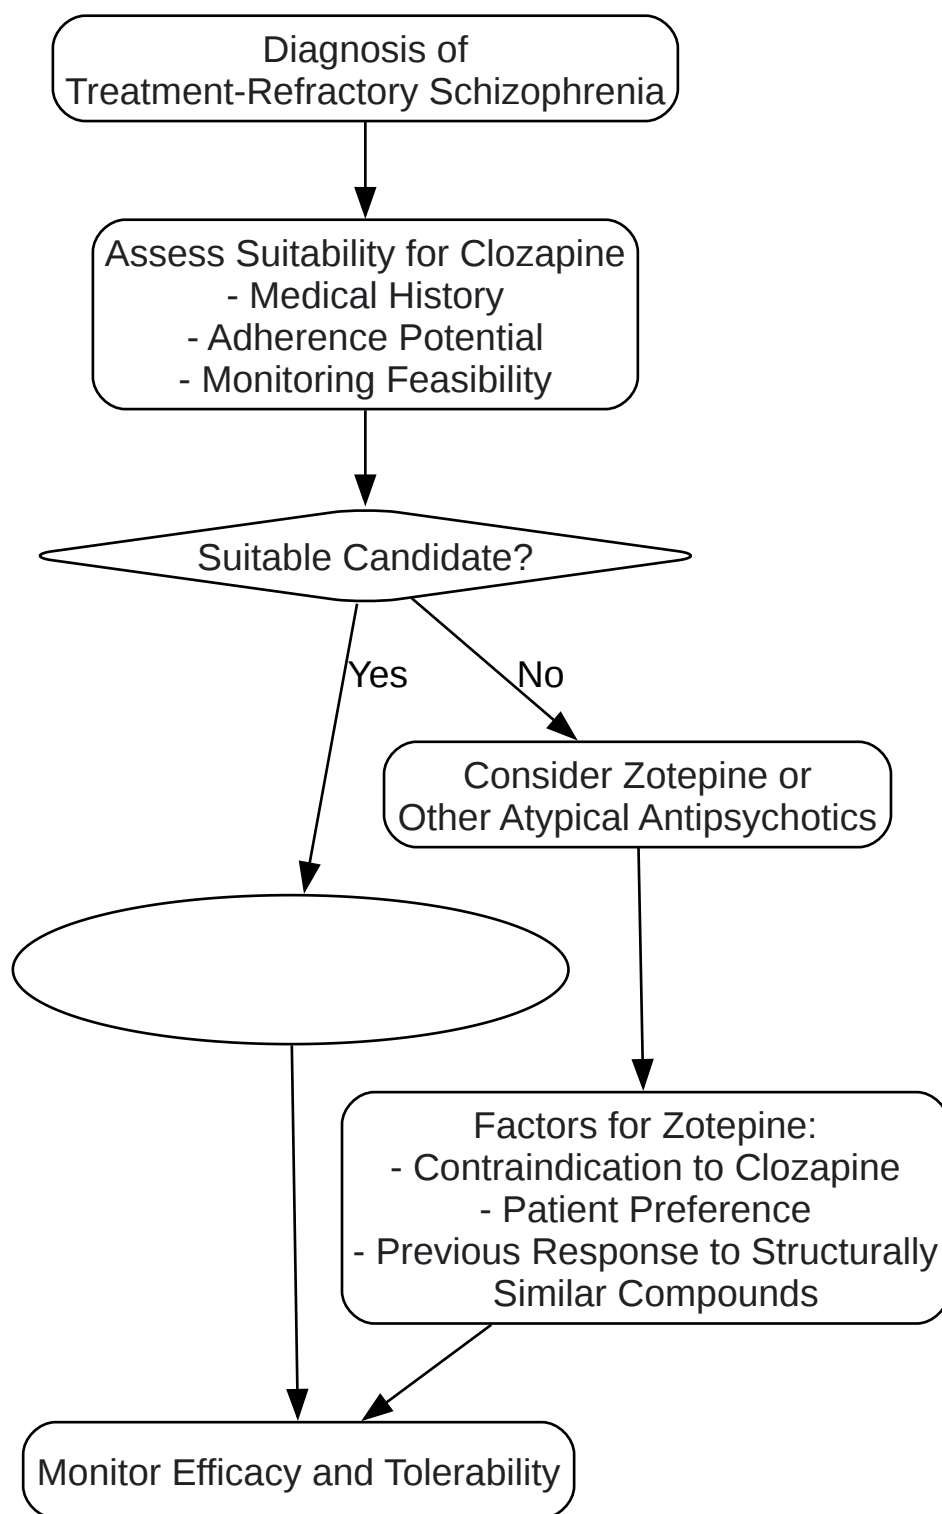 Diagnosis of
Treatment-Refractory Schizophrenia
Assess Suitability for Clozapine
- Medical History
- Adherence Potential
- Monitoring Feasibility
Suitable Candidate?
Yes
No
Consider Zotepine or
Other Atypical Antipsychotics
Factors for Zotepine:
- Contraindication to Clozapine
- Patient Preference
- Previous Response to Structurally
Similar Compounds
Monitor Efficacy and Tolerability